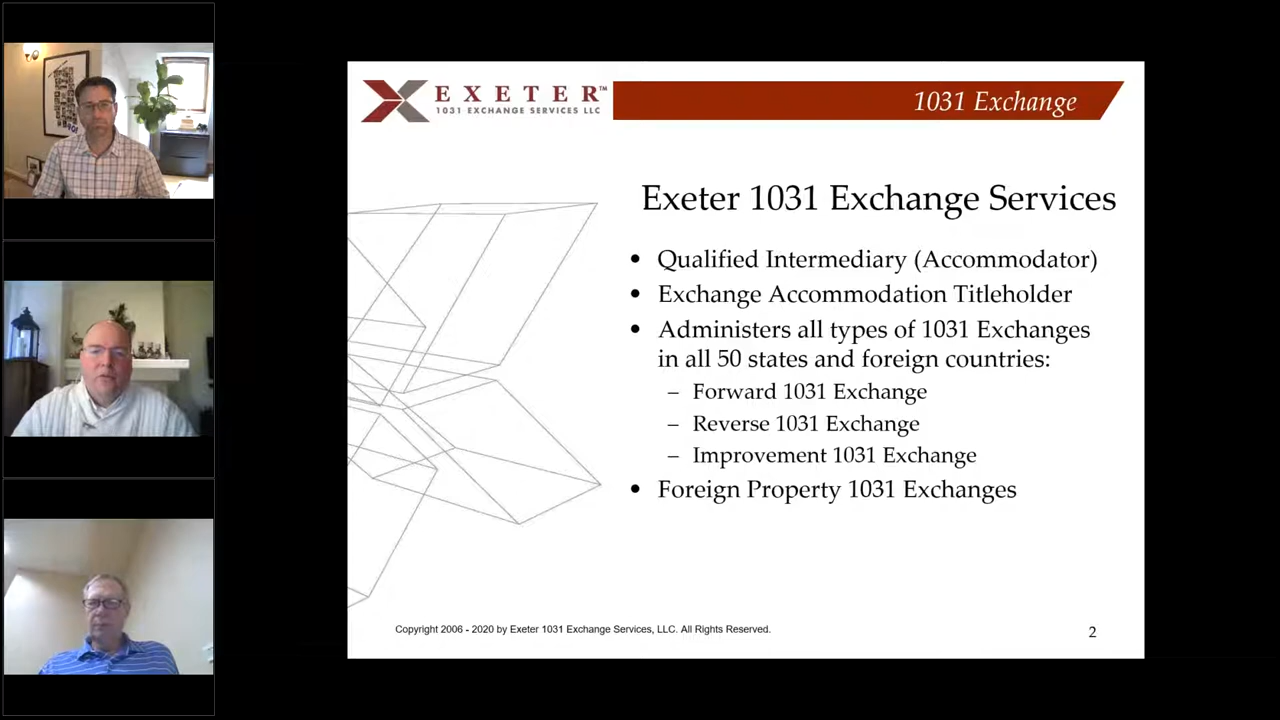 EXETER™
1031 EXCHANGE SERVICES LLC
1031 Exchange
Exeter 1031 Exchange Services
• Qualified Intermediary (Accommodator)
• Exchange Accommodation Titleholder
• Administers all types of 1031 Exchanges
in all 50 states and foreign countries:
– Forward 1031 Exchange
– Reverse 1031 Exchange
– Improvement 1031 Exchange
• Foreign Property 1031 Exchanges
Copyright 2006 - 2020 by Exeter 1031 Exchange Services, LLC. All Rights Reserved.
2